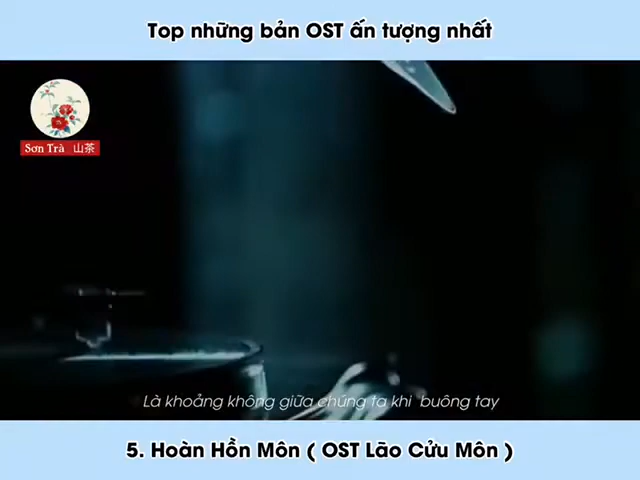 Top những bản OST ấn tượng nhất
Sơn Trà 山茶
Là khoảng không giữa chúng ta khi buông tay
5. Hoàn Hồn Môn ( OST Lão Cửu Môn )